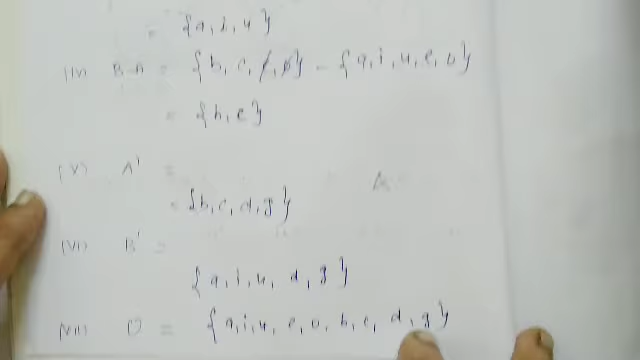 = {a, i, u}
(iv) B-A = {b, c, e, o} - {a, i, u, e, o}
= {b, c}
(v) A' =
= {b, c, d, g}
(vi) B' =
{a, i, u, d, g}
(vii) U = {a, i, u, e, o, b, c, d, g}